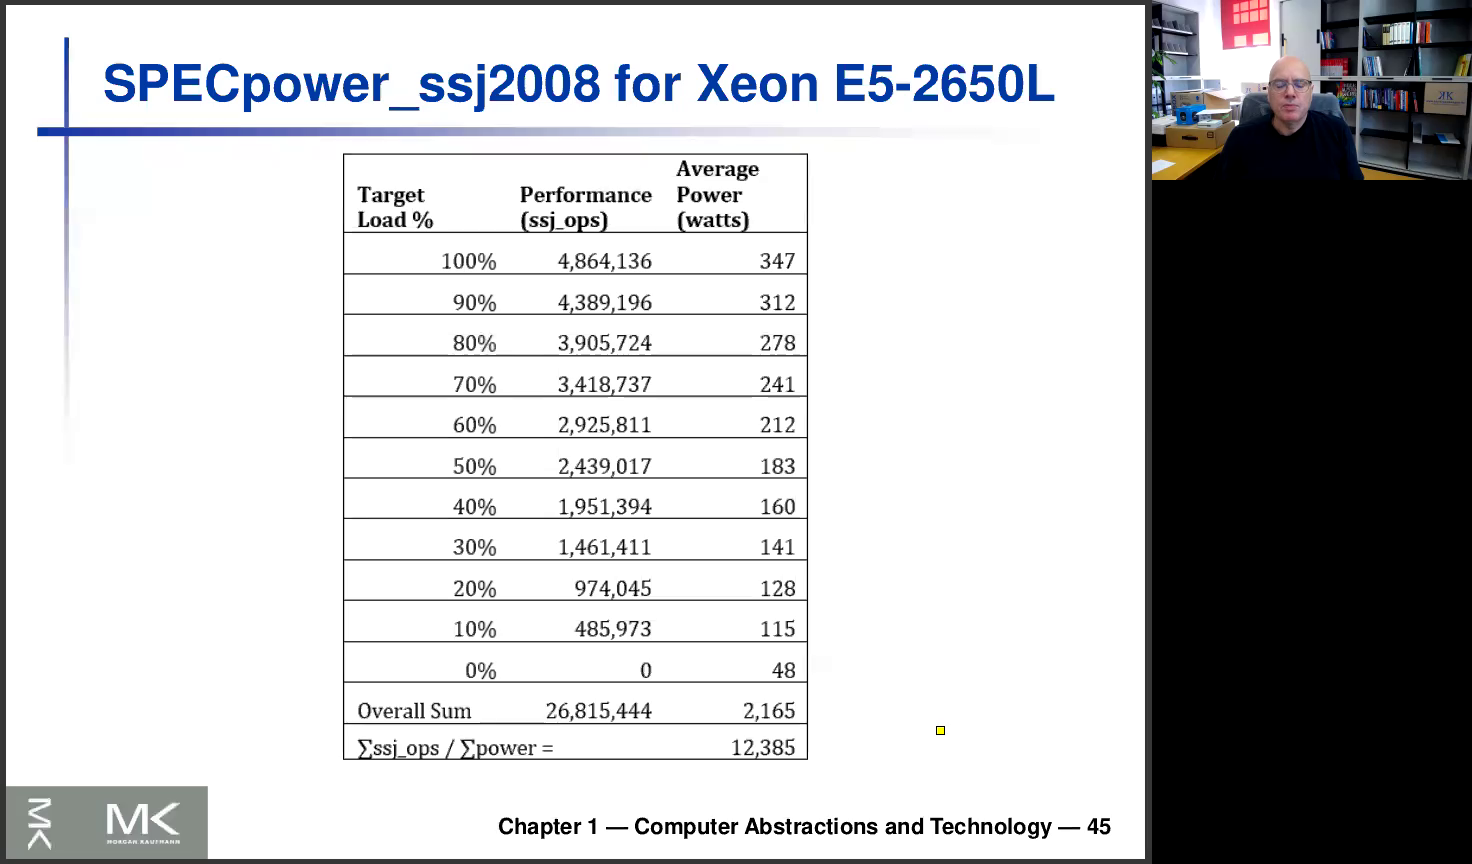 SPECpower_ssj2008 for Xeon E5-2650L
Target Load % Performance (ssj_ops) Average Power (watts)
100% 4,864,136 347
90% 4,389,196 312
80% 3,905,724 278
70% 3,418,737 241
60% 2,925,811 212
50% 2,439,017 183
40% 1,951,394 160
30% 1,461,411 141
20% 974,045 128
10% 485,973 115
0% 0 48
Overall Sum 26,815,444 2,165
∑ssj_ops / ∑power = 12,385
MK
MK
MORGAN KAUFMANN
Chapter 1 — Computer Abstractions and Technology — 45